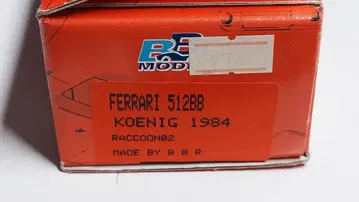 BBR
MODELS
FERRARI 512BB
KOENIG 1984
RACCOON02
MADE BY B.B.R